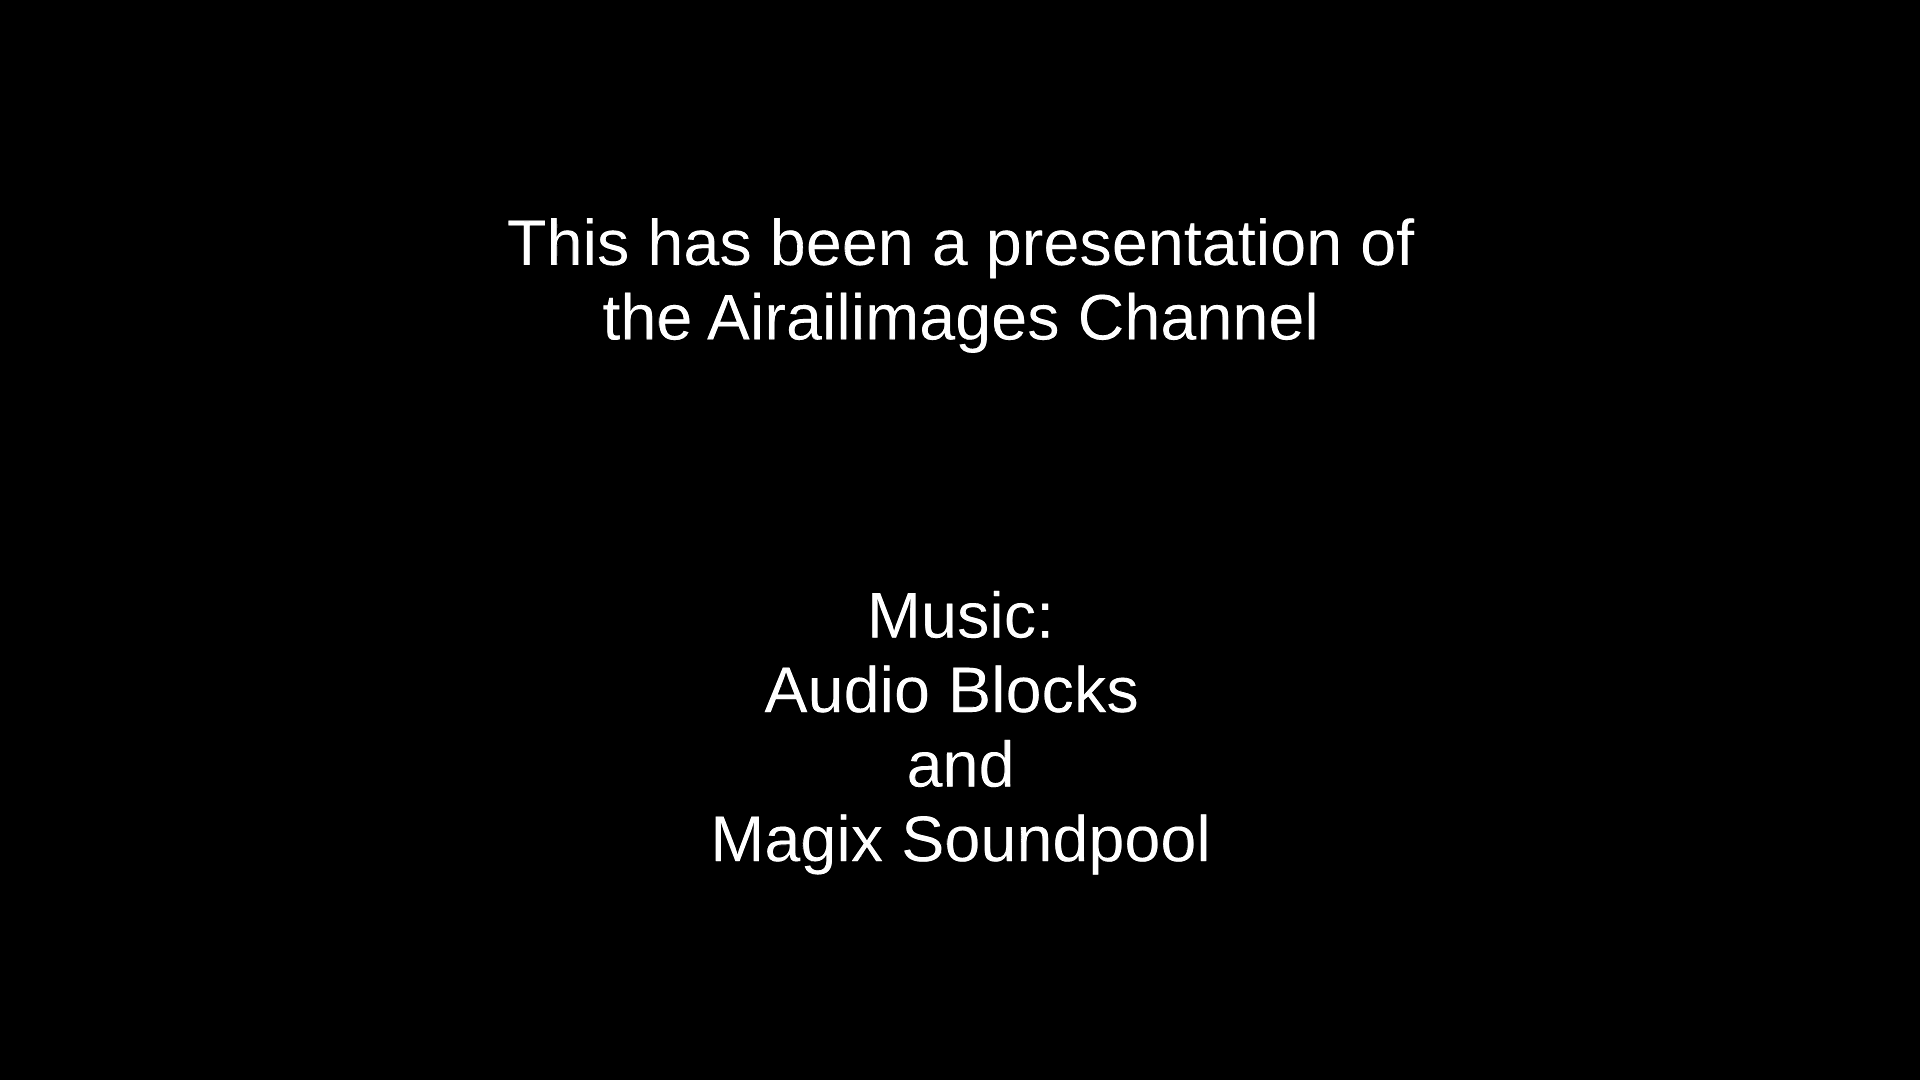 This has been a presentation of
the Airailimages Channel
Music:
Audio Blocks
and
Magix Soundpool